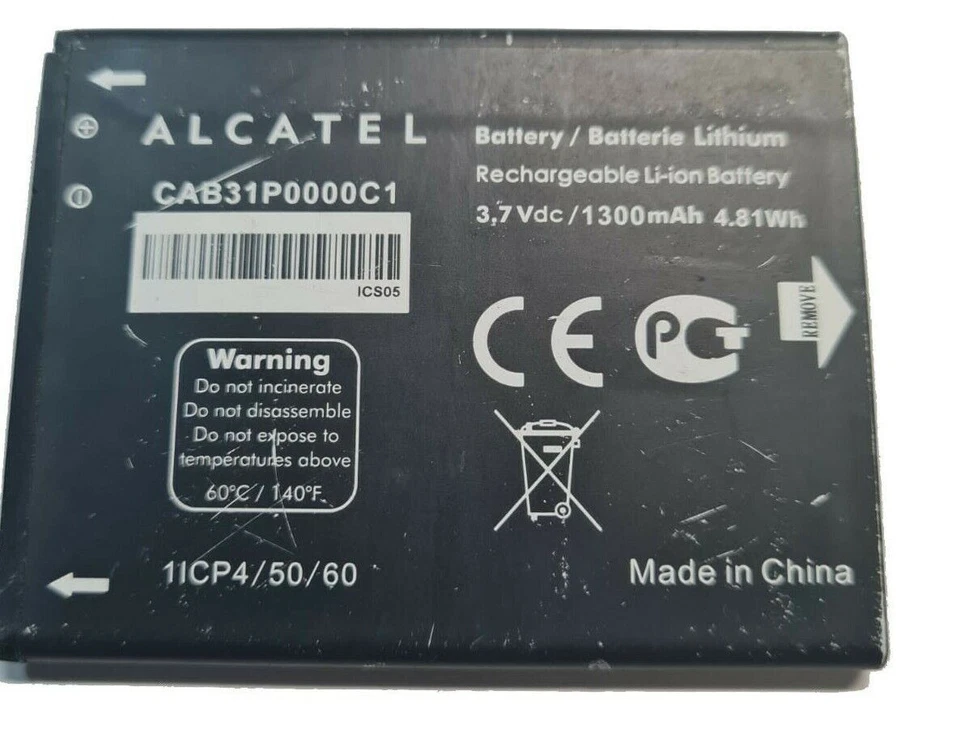 ALCATEL
CAB31P0000C1
ICS05
Battery / Batterie Lithium
Rechargeable Li-ion Battery
3,7 Vdc / 1300mAh 4.81Wh
REMOVE
Warning
Do not incinerate
Do not disassemble
Do not expose to
temperatures above
60°C / 140°F
1ICP4/50/60
Made in China